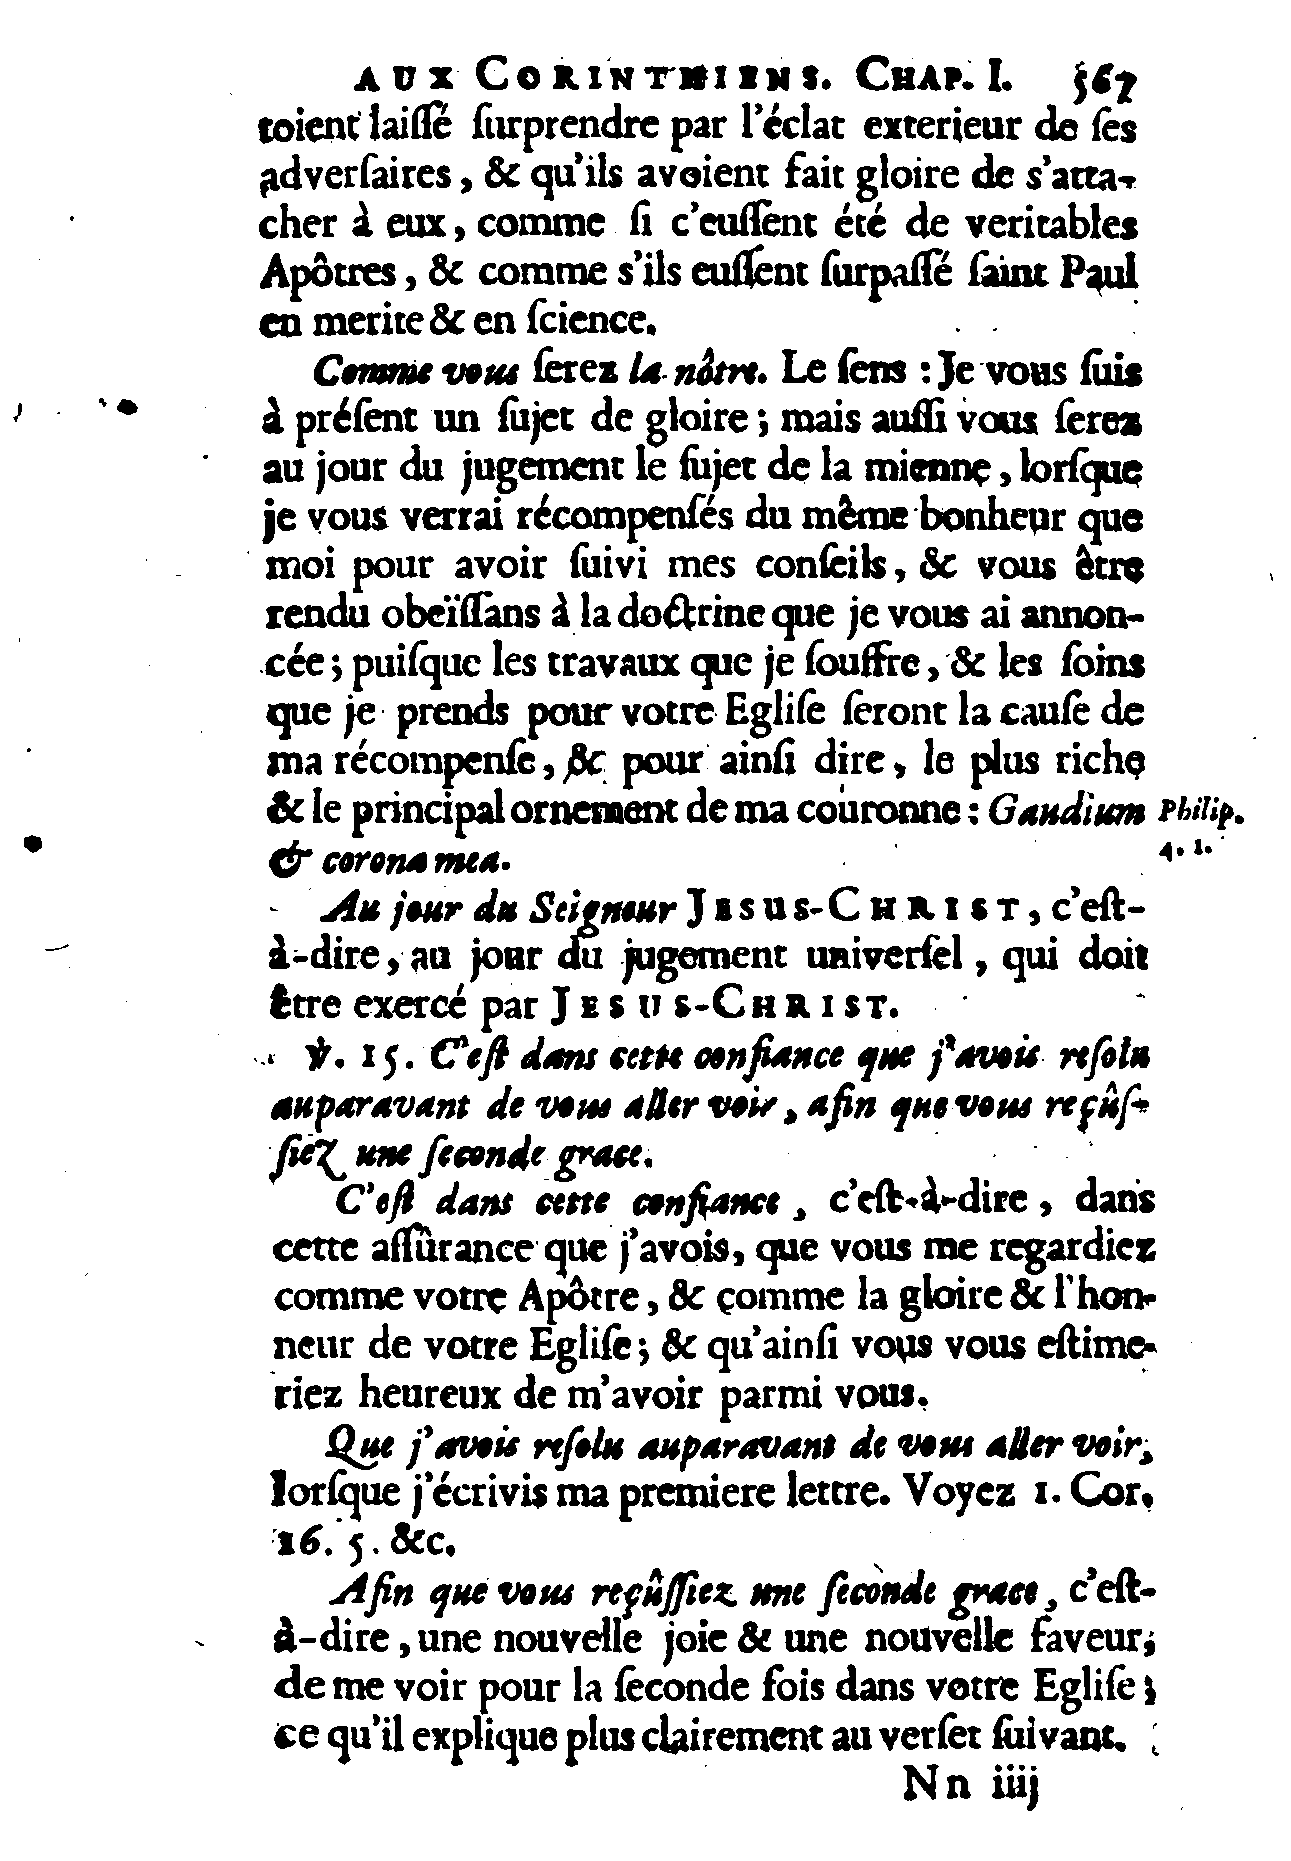 AUX CORINTHIENS. CHAP. I. 567
toient laiſſé ſurprendre par l'éclat exterieur de ſes
adverſaires, & qu'ils avoient fait gloire de s'atta-
cher à eux, comme ſi c'euſſent été de veritables
Apôtres, & comme s'ils euſſent ſurpaſſé ſaint Paul
en merite & en ſcience.
Comme vous ſerez la nôtre. Le ſens : Je vous ſuis
à préſent un ſujet de gloire ; mais auſſi vous ſerez
au jour du jugement le ſujet de la mienne, lorſque
je vous verrai récompenſés du même bonheur que
moi pour avoir ſuivi mes conſeils, & vous être
rendu obeïſſans à la doctrine que je vous ai annon-
cée ; puiſque les travaux que je ſouffre, & les ſoins
que je prends pour votre Egliſe ſeront la cauſe de
ma récompenſe, & pour ainſi dire, le plus riche
& le principal ornement de ma couronne : Gaudium Philip.
& corona mea. 4. 1.
Au jour du Seigneur JESUS-CHRIST, c'eſt-
à-dire, au jour du jugement univerſel, qui doit
être exercé par JESUS-CHRIST.
℣. 15. C'eſt dans cette confiance que j'avois reſolu
auparavant de vous aller voir, afin que vous reçûſ-
ſiez une ſeconde grace.
C'eſt dans cette confiance, c'eſt-à-dire, dans
cette aſſûrance que j'avois, que vous me regardiez
comme votre Apôtre, & comme la gloire & l'hon-
neur de votre Egliſe ; & qu'ainſi vous vous eſtime-
riez heureux de m'avoir parmi vous.
Que j'avois reſolu auparavant de vous aller voir,
lorſque j'écrivis ma premiere lettre. Voyez 1. Cor.
16. 5. &c.
Afin que vous reçûſſiez une ſeconde grace, c'eſt-
à-dire, une nouvelle joie & une nouvelle faveur,
de me voir pour la ſeconde fois dans votre Egliſe ;
ce qu'il explique plus clairement au verſet ſuivant.
Nn iiij